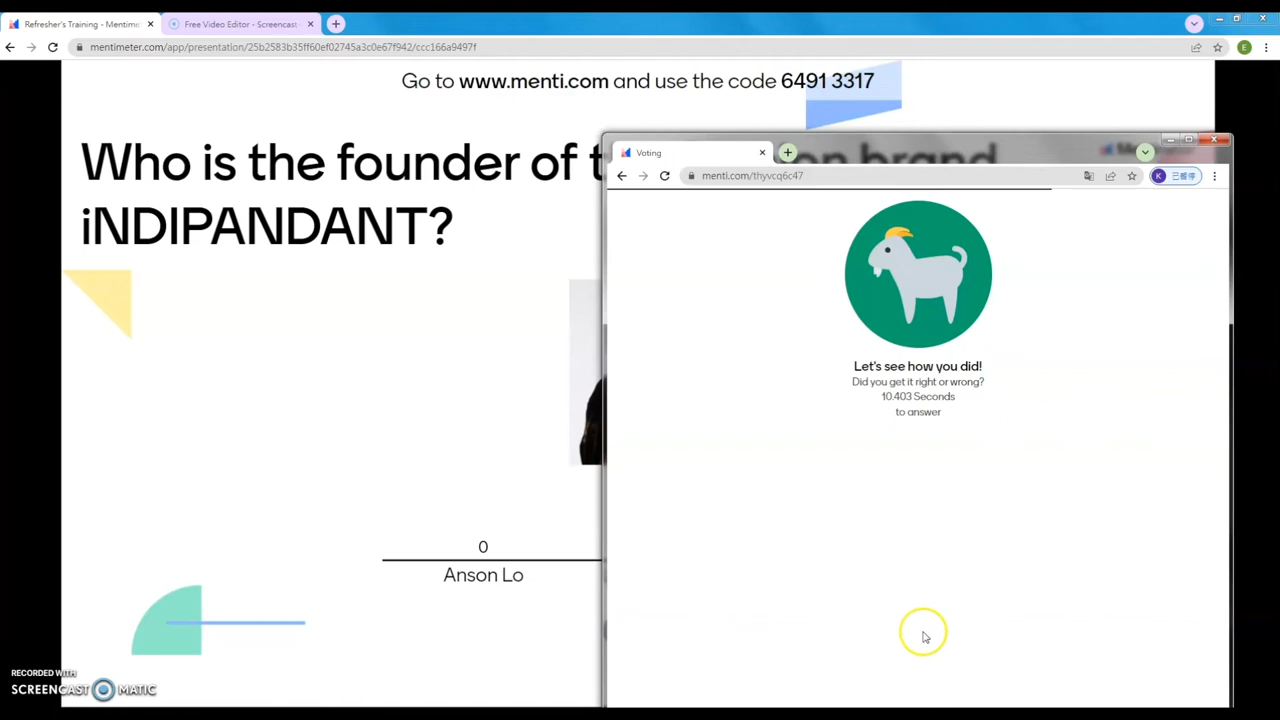 Refresher's Training - Mentime
Free Video Editor - Screencast
mentimeter.com/app/presentation/25b2583b35ff60ef02745a3c0e67f942/ccc166a9497f
E
Go to www.menti.com and use the code 6491 3317
Who is the founder of
iNDIPANDANT?
Voting
menti.com/thyvcq6c47
K 已暫停
Let's see how you did!
Did you get it right or wrong?
10.403 Seconds
to answer
0
Anson Lo
RECORDED WITH
SCREENCAST MATIC